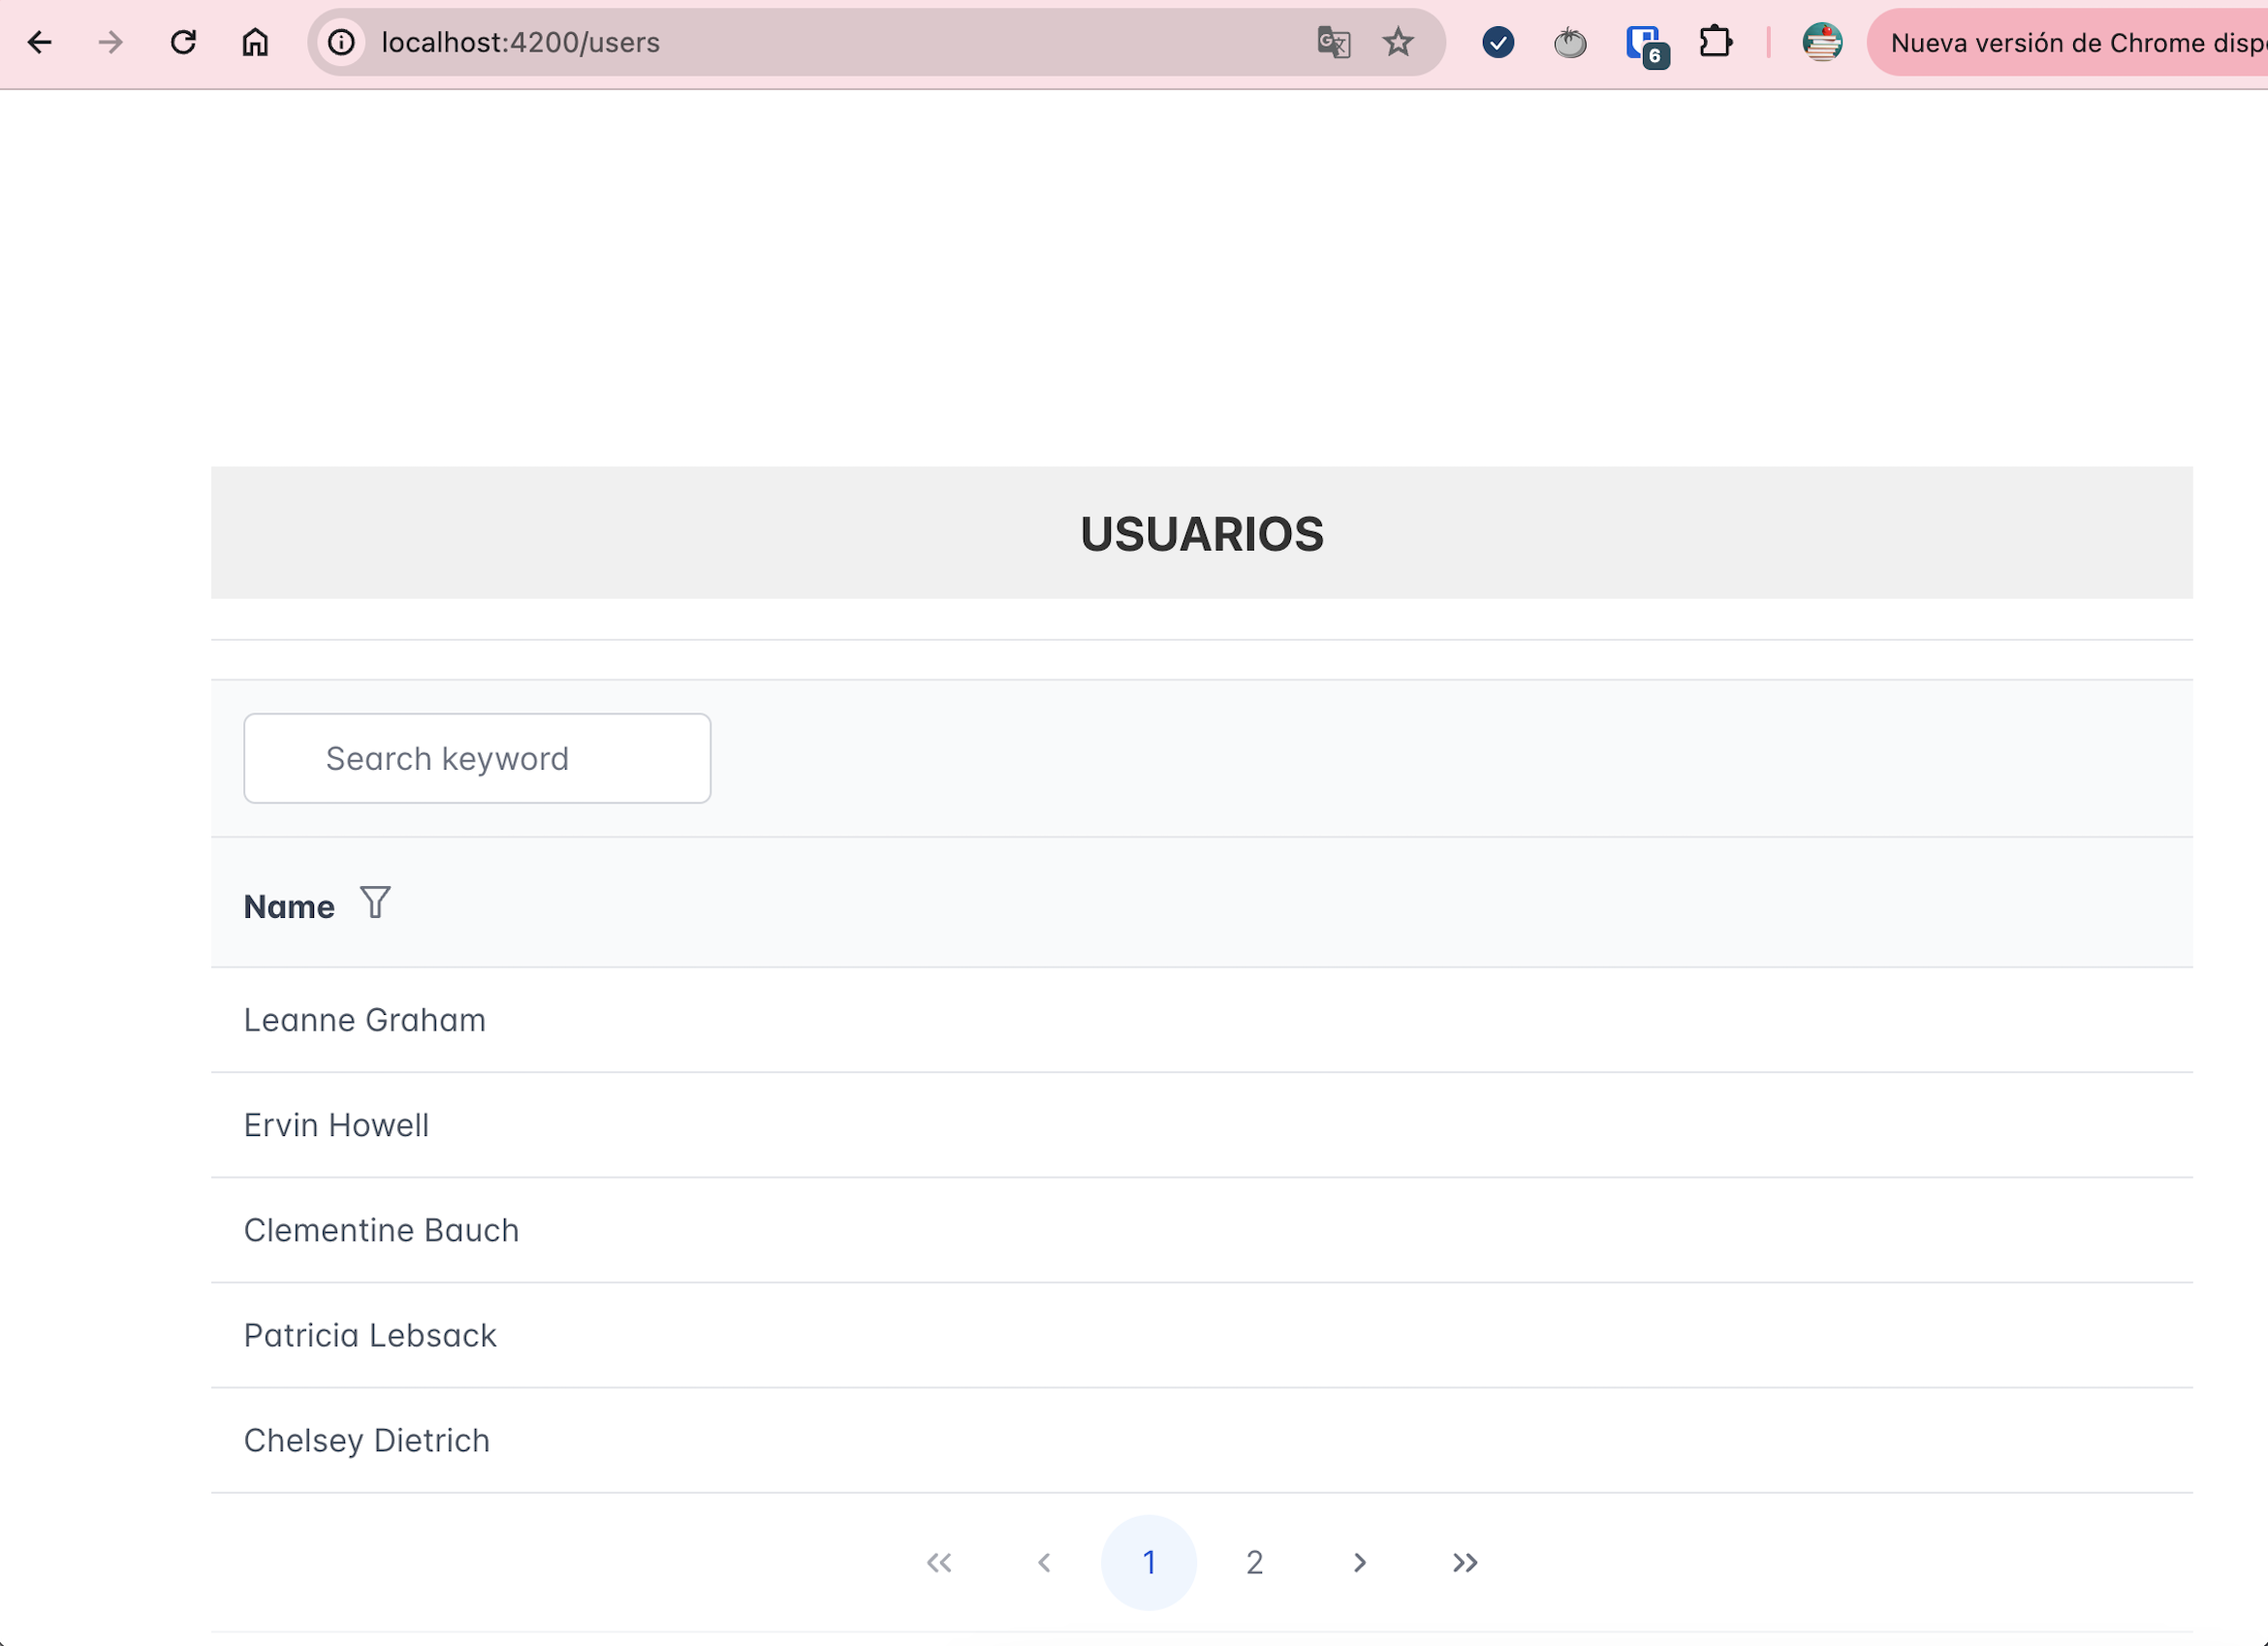 localhost:4200/users
6
Nueva versión de Chrome
USUARIOS
Search keyword
Name
Leanne Graham
Ervin Howell
Clementine Bauch
Patricia Lebsack
Chelsey Dietrich
« ‹ 1 2 › »